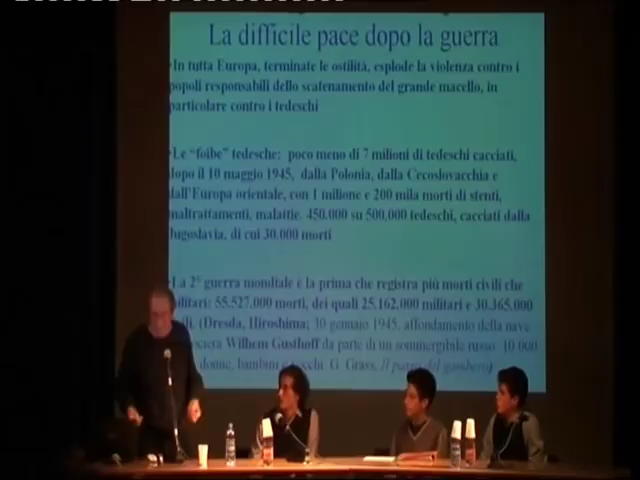 La difficile pace dopo la guerra
•In tutta Europa, terminate le ostilità, esplode la violenza contro i
popoli responsabili dello scatenamento del grande macello, in
particolare contro i tedeschi
•Le “foibe” tedesche: poco meno di 7 milioni di tedeschi cacciati,
dopo il 10 maggio 1945, dalla Polonia, dalla Cecoslovacchia e
dall'Europa orientale, con 1 milione e 200 mila morti di stenti,
maltrattamenti, malattie. 450.000 su 500.000 tedeschi, cacciati dalla
Jugoslavia, di cui 30.000 morti
•La 2° guerra mondiale è la prima che registra più morti civili che
militari: 55.527.000 morti, dei quali 25.162.000 militari e 30.365.000
(Dresda, Hiroshima; 30 gennaio 1945, affondamento della nave
Wilhem Gusthoff da parte di un sommergibile russo 10 000
donne, bambini e vecchi. G. Grass, Il passo del gambero)